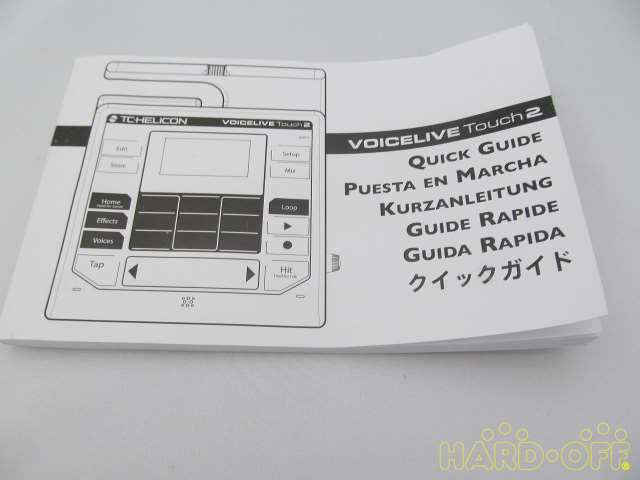 TC·HELICON VOICELIVE Touch 2
Edit
Store
Setup
Mix
Home
Effects
Voices
Loop
Tap
Hit
VOICELIVE Touch 2
QUICK GUIDE
PUESTA EN MARCHA
KURZANLEITUNG
GUIDE RAPIDE
GUIDA RAPIDA
クイックガイド
HARD·OFF